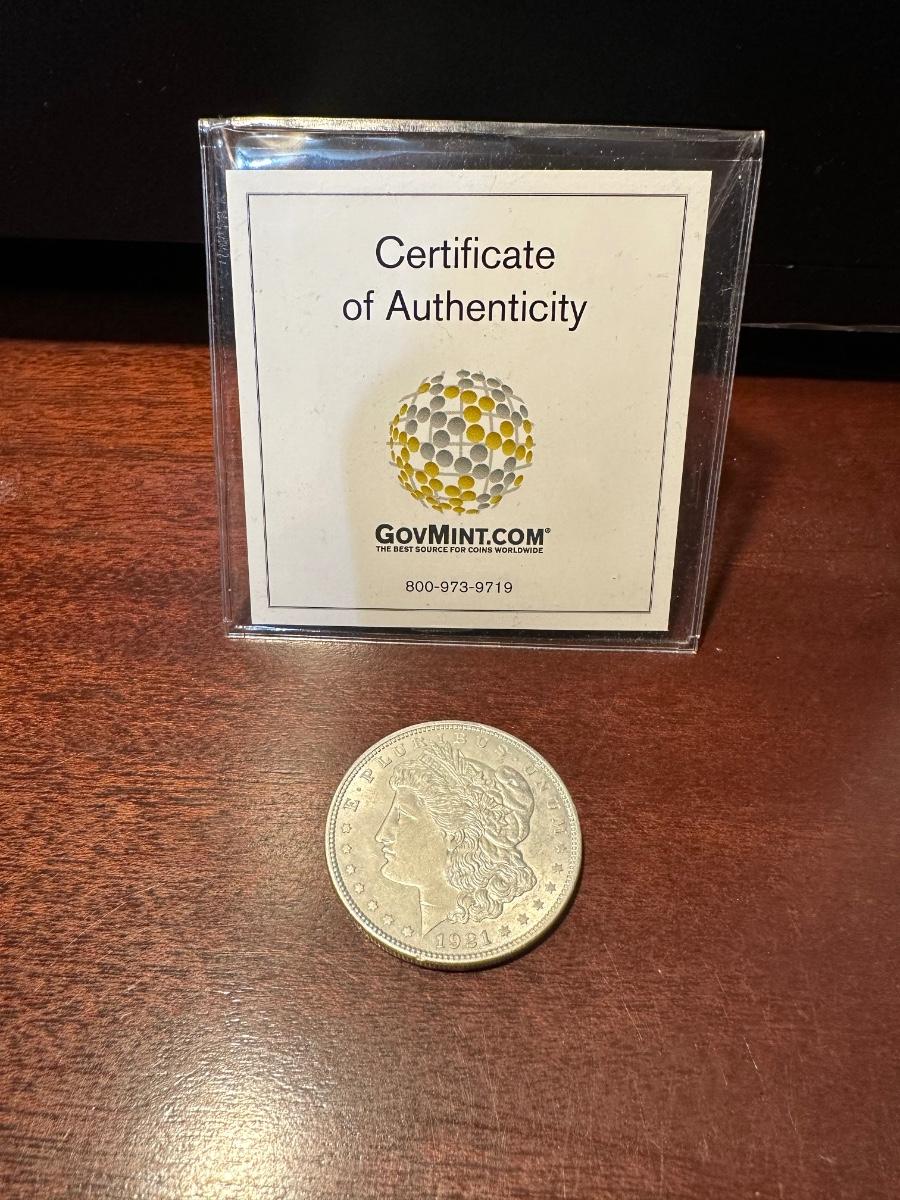 Certificate
of Authenticity
GOVMINT.COM®
THE BEST SOURCE FOR COINS WORLDWIDE
800-973-9719
E·PLURIBUS·UNUM
1921